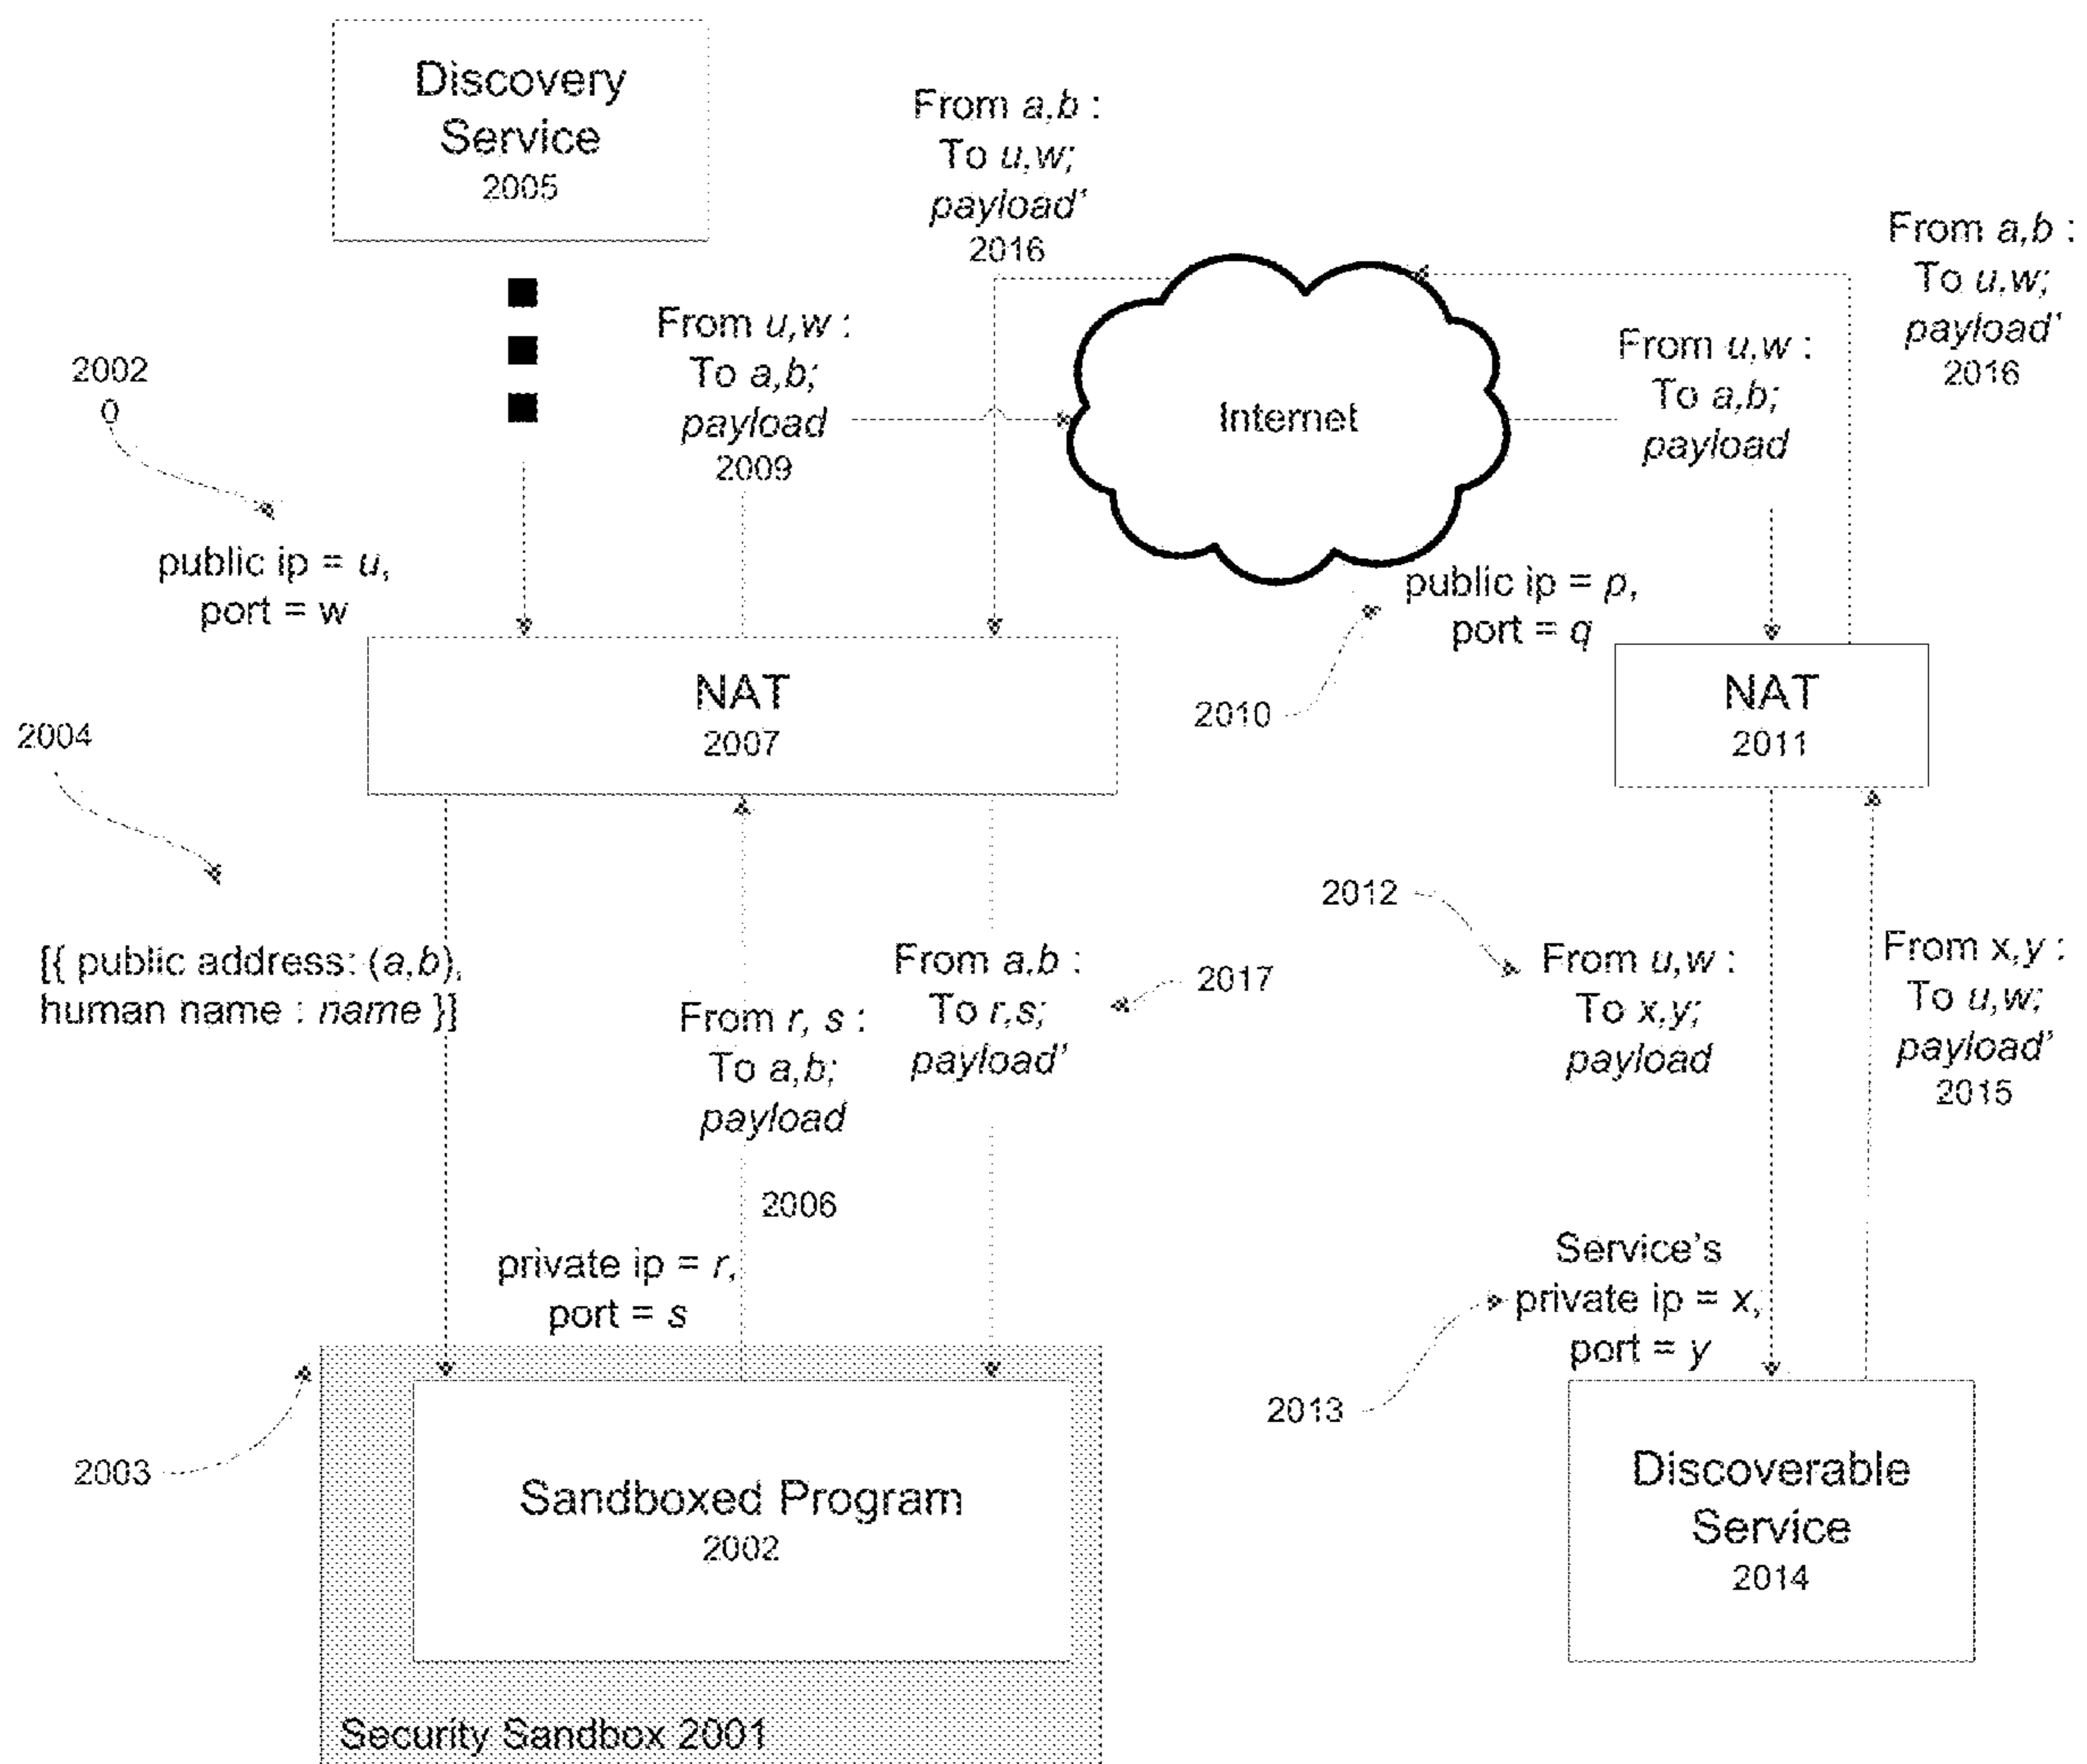 Discovery
Service
2005
From a,b :
To u,w;
payload'
2016
From a,b :
To u,w;
payload'
2016
From u,w :
To a,b;
payload
2009
2002
0
Internet
From u,w :
To a,b;
payload
public ip = u,
port = w
public ip = p,
port = q
NAT
2007
2010
NAT
2011
2004
2012
[{ public address: (a,b),
human name : name }]
From a,b :
To r,s;
payload'
2017
From r, s :
To a,b;
payload
From u,w :
To x,y;
payload
From x,y :
To u,w;
payload'
2015
2006
private ip = r,
port = s
Service's
private ip = x,
port = y
2003
2013
Sandboxed Program
2002
Discoverable
Service
2014
Security Sandbox 2001